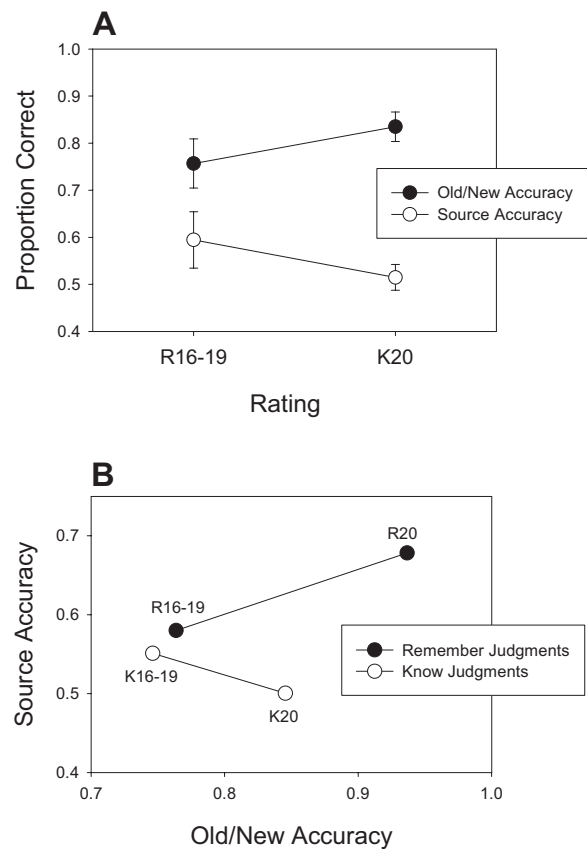 A
1.0
0.9
0.8
0.7
0.6
0.5
0.4
Proportion Correct
Old/New Accuracy
Source Accuracy
R16-19 K20
Rating
B
0.7
0.6
0.5
0.4
Source Accuracy
R20
R16-19
K16-19
K20
Remember Judgments
Know Judgments
0.7 0.8 0.9 1.0
Old/New Accuracy